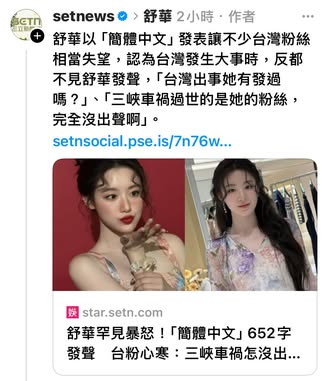 SETN
三立新聞
setnews > 舒華 2小時·作者
舒華以「簡體中文」發表讓不少台灣粉絲
相當失望，認為台灣發生大事時，反都
不見舒華發聲，「台灣出事她有發過
嗎？」、「三峽車禍過世的是她的粉絲，
完全沒出聲啊」。
setnsocial.pse.is/7n76w...
娛 star.setn.com
舒華罕見暴怒！「簡體中文」652字
發聲　台粉心寒：三峽車禍怎沒出...